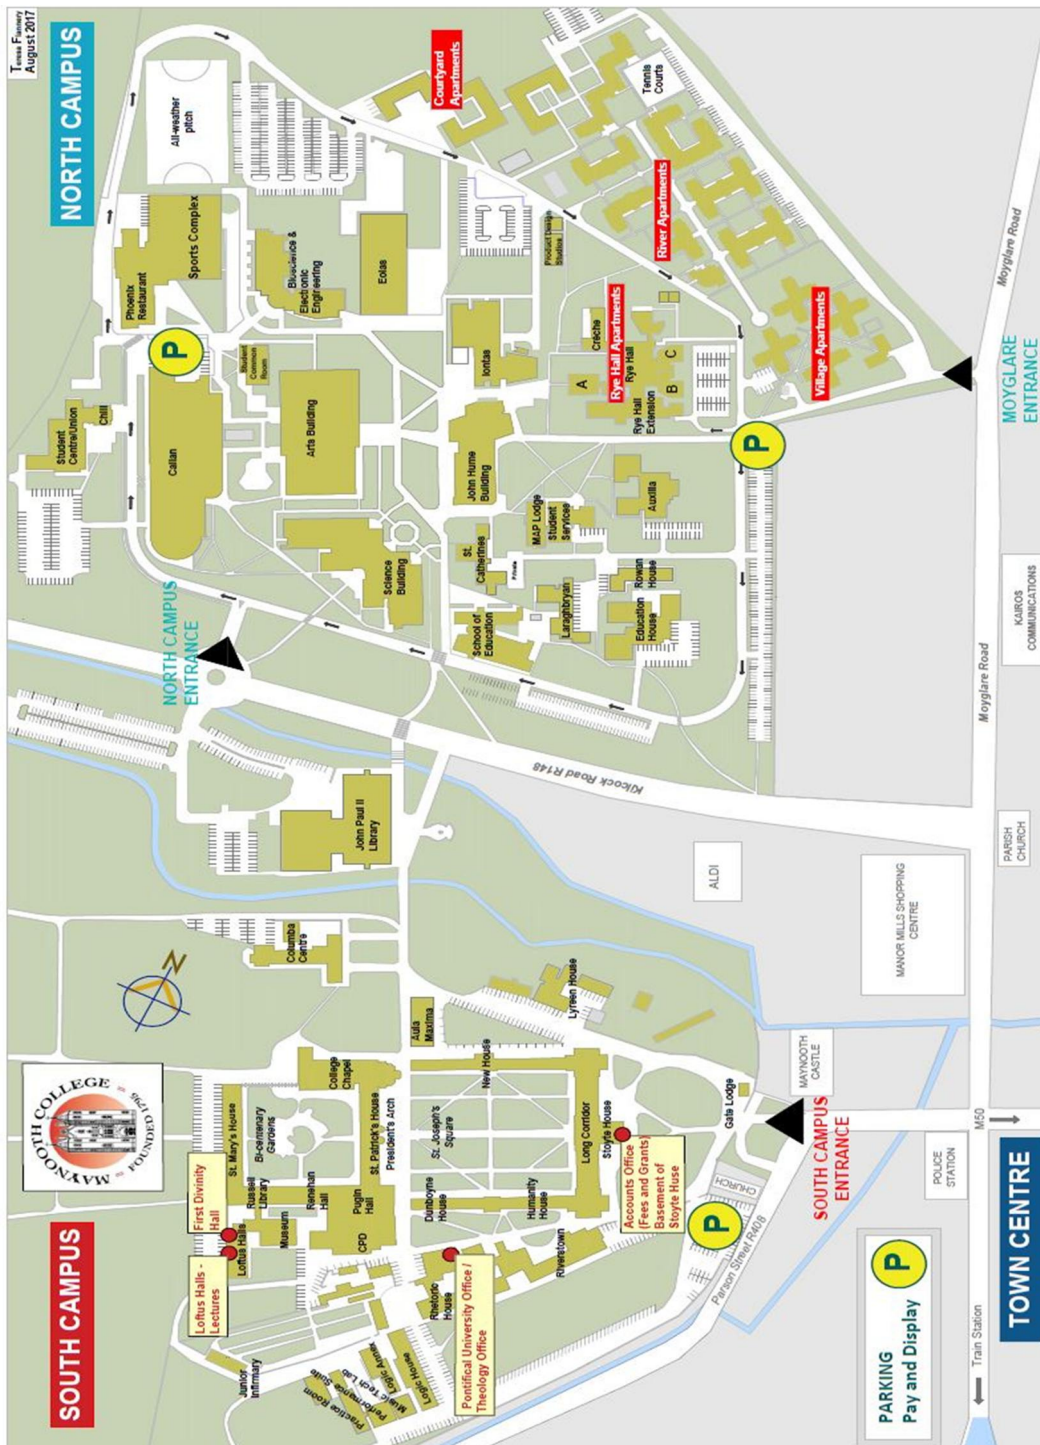 Teresa Flannery
August 2017
NORTH CAMPUS
All-weather
pitch
Courtyard
Apartments
Tennis
Courts
Phoenix
Restaurant
Sports Complex
Bioscience &
Electronic
Engineering
Eolas
Product Design
Studios
River Apartments
Moyglare Road
P
Student
Common
Room
Iontas
Creche
Rye Hall Apartments
Rye Hall
A
B
C
Rye Hall
Extension
Village Apartments
MOYGLARE
ENTRANCE
Student
Centre/Union
Chill
Callan
Arts Building
John Hume
Building
P
MAP Lodge
Student
Services
Auxilia
St.
Catherines
Private
Science
Building
School of
Education
Laraghbryan
Rowan
House
Education
House
NORTH CAMPUS
ENTRANCE
KAIROS
COMMUNICATIONS
Moyglare Road
Kilcock Road R148
John Paul II
Library
ALDI
MANOR MILLS SHOPPING
CENTRE
PARISH
CHURCH
Columba
Centre
N
Aula
Maxima
Lyreen House
MAYNOOTH COLLEGE
FOUNDED 1795
College
Chapel
New House
MAYNOOTH
CASTLE
Gate Lodge
St. Mary's House
Bi-centenary
Gardens
St. Patrick's House
President's Arch
St. Joseph's
Square
Long Corridor
Stoyte House
SOUTH CAMPUS
ENTRANCE
M50
First Divinity
Hall
Russell
Library
Renehan
Hall
Pugin
Hall
Dunboyne
House
Humanity
House
Accounts Office
(Fees and Grants)
Basement of
Stoyte Huse
CHURCH
POLICE
STATION
SOUTH CAMPUS
Loftus Halls -
Lectures
Loftus Halls
Museum
CPD
Rhetoric
House
Riverstown
P
Parson Street R408
Pontifical University Office /
Theology Office
Junior
Infirmary
Practice Room
Performance Suite
Music Tech Lab
Logic Annex
Logic House
PARKING
Pay and Display
P
Train Station
TOWN CENTRE